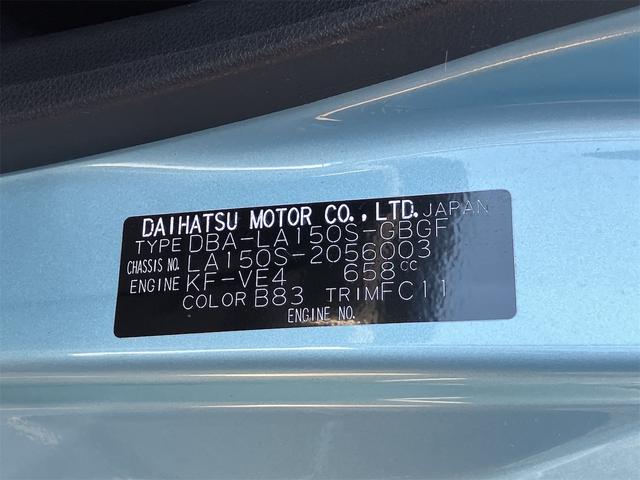 DAIHATSU MOTOR CO., LTD. JAPAN
TYPE DBA-LA150S-GBGF
CHASSIS NO. LA150S-2056003
ENGINE KF-VE4 658cc
COLOR B83 TRIM FC11
ENGINE NO.